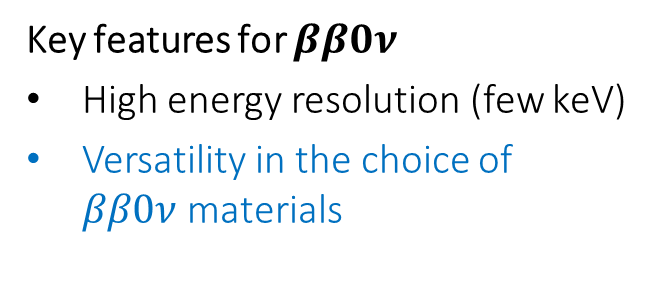 Key features for ββ0ν
• High energy resolution (few keV)
• Versatility in the choice of
ββ0ν materials